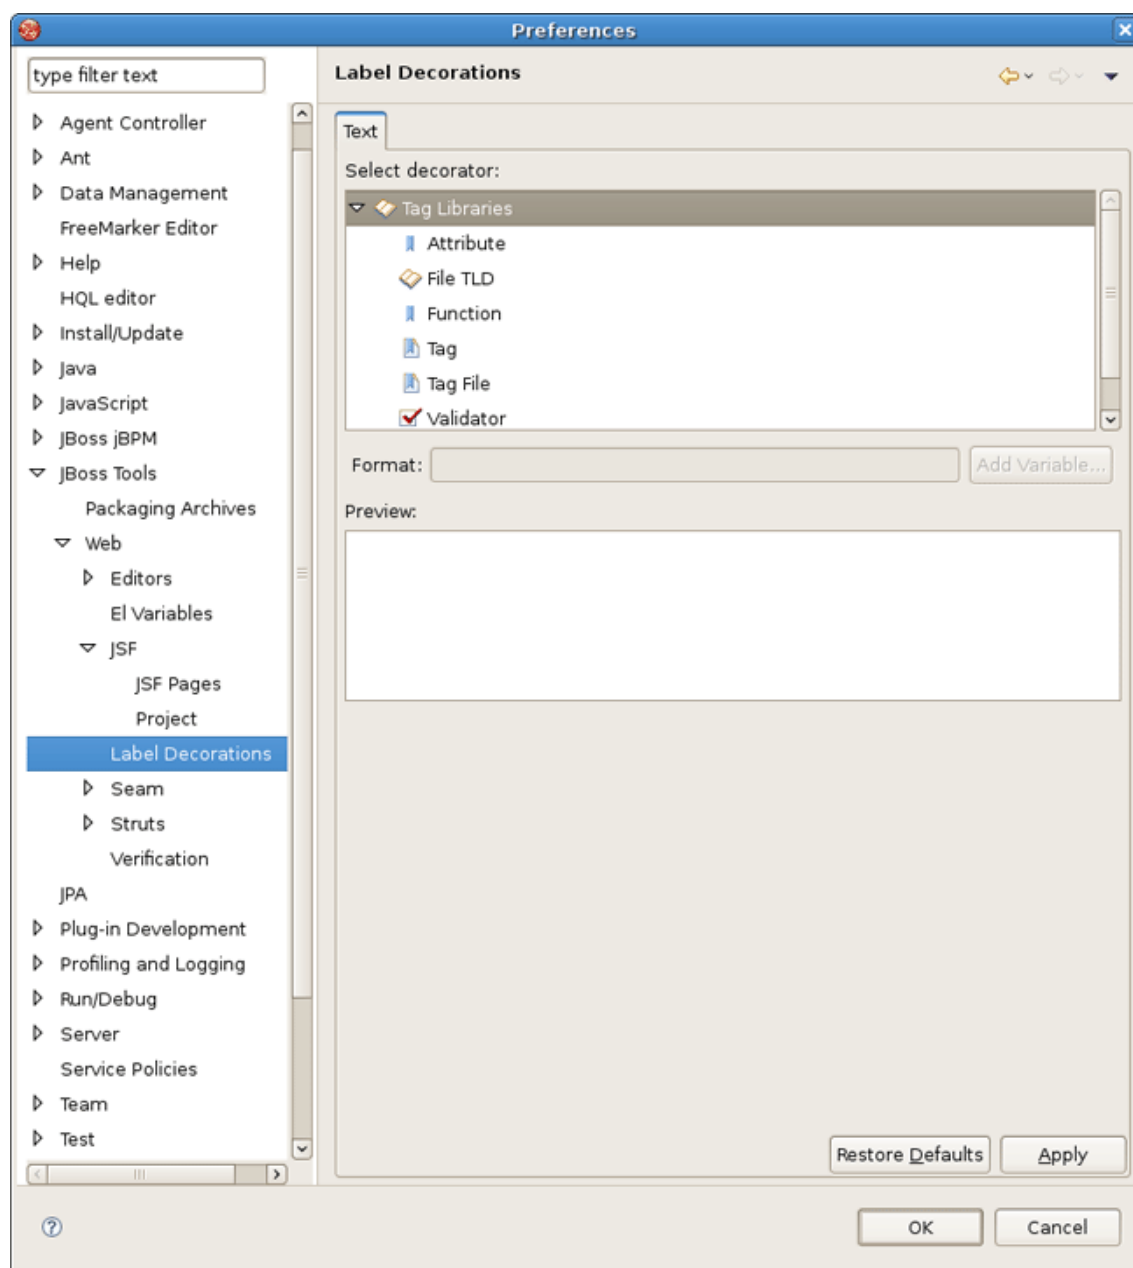 Preferences
type filter text
Agent Controller
Ant
Data Management
FreeMarker Editor
Help
HQL editor
Install/Update
Java
JavaScript
JBoss jBPM
JBoss Tools
Packaging Archives
Web
Editors
El Variables
JSF
JSF Pages
Project
Label Decorations
Seam
Struts
Verification
JPA
Plug-in Development
Profiling and Logging
Run/Debug
Server
Service Policies
Team
Test
Label Decorations
Text
Select decorator:
Tag Libraries
Attribute
File TLD
Function
Tag
Tag File
Validator
Format:
Add Variable...
Preview:
Restore Defaults
Apply
OK
Cancel